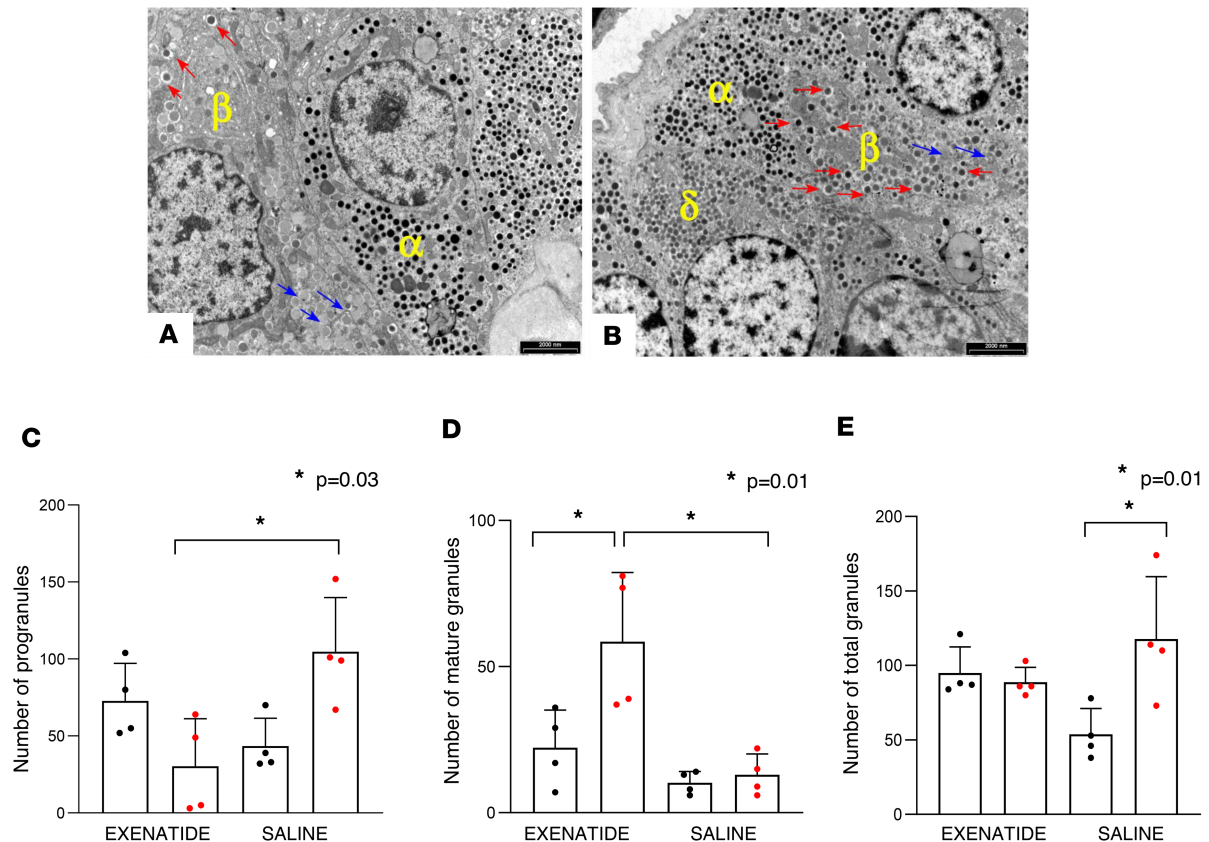 β
α
A
2000 nm
α
β
δ
B
2000 nm
C
* p=0.03
*
Number of progranules
200
150
100
50
0
EXENATIDE SALINE
D
* p=0.01
* *
Number of mature granules
100
50
0
EXENATIDE SALINE
E
* p=0.01
*
Number of total granules
200
150
100
50
0
EXENATIDE SALINE